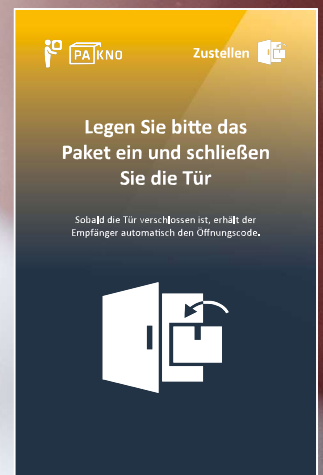 PAKNO
Zustellen
Legen Sie bitte das
Paket ein und schließen
Sie die Tür
Sobald die Tür verschlossen ist, erhält der
Empfänger automatisch den Öffnungscode.